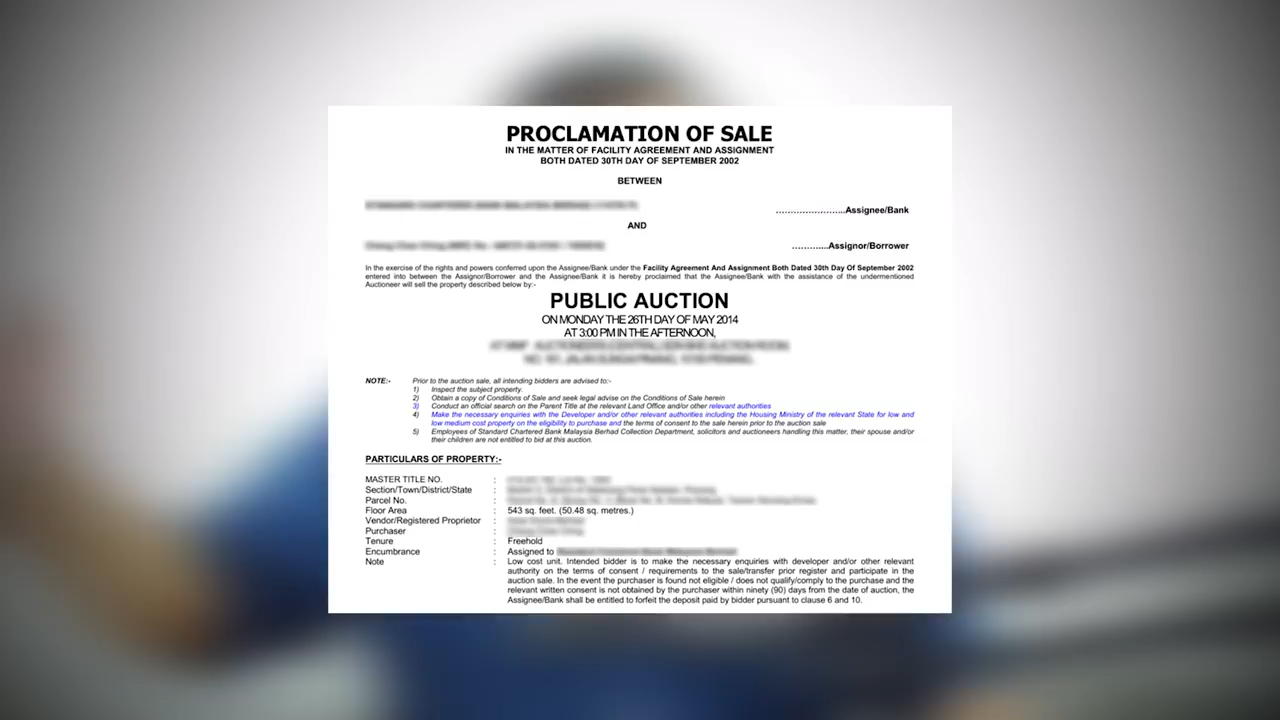 PROCLAMATION OF SALE
IN THE MATTER OF FACILITY AGREEMENT AND ASSIGNMENT
BOTH DATED 30TH DAY OF SEPTEMBER 2002
BETWEEN
........................Assignee/Bank
AND
............Assignor/Borrower
In the exercise of the rights and powers conferred upon the Assignee/Bank under the Facility Agreement And Assignment Both Dated 30th Day Of September 2002
entered into between the Assignor/Borrower and the Assignee/Bank it is hereby proclaimed that the Assignee/Bank with the assistance of the undermentioned
Auctioneer will sell the property described below by:-
PUBLIC AUCTION
ON MONDAY THE 26TH DAY OF MAY 2014
AT 3:00 PM IN THE AFTERNOON,
NOTE:- Prior to the auction sale, all intending bidders are advised to:-
1) Inspect the subject property.
2) Obtain a copy of Conditions of Sale and seek legal advise on the Conditions of Sale herein
3) Conduct an official search on the Parent Title at the relevant Land Office and/or other relevant authorities
4) Make the necessary enquiries with the Developer and/or other relevant authorities including the Housing Ministry of the relevant State for low and
low medium cost property on the eligibility to purchase and the terms of consent to the sale herein prior to the auction sale
5) Employees of Standard Chartered Bank Malaysia Berhad Collection Department, solicitors and auctioneers handling this matter, their spouse and/or
their children are not entitled to bid at this auction.
PARTICULARS OF PROPERTY:-
MASTER TITLE NO. :
Section/Town/District/State :
Parcel No. :
Floor Area : 543 sq. feet. (50.48 sq. metres.)
Vendor/Registered Proprietor :
Purchaser :
Tenure : Freehold
Encumbrance : Assigned to
Note : Low cost unit. Intended bidder is to make the necessary enquiries with developer and/or other relevant
authority on the terms of consent / requirements to the sale/transfer prior register and participate in the
auction sale. In the event the purchaser is found not eligible / does not qualify/comply to the purchase and the
relevant written consent is not obtained by the purchaser within ninety (90) days from the date of auction, the
Assignee/Bank shall be entitled to forfeit the deposit paid by bidder pursuant to clause 6 and 10.